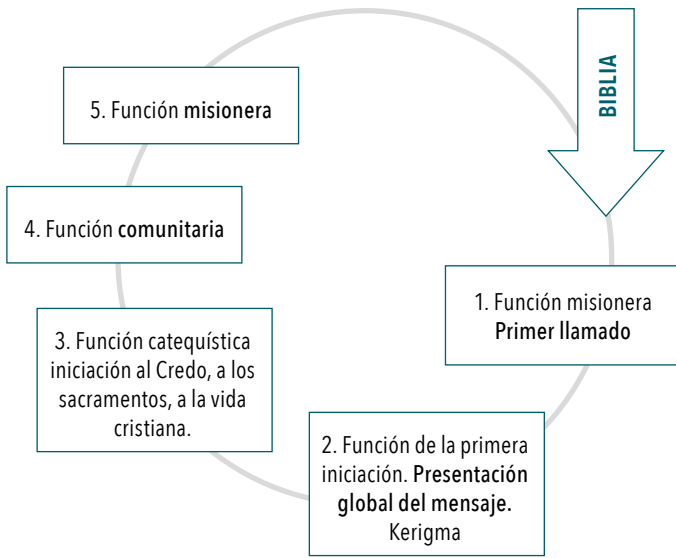 BIBLIA
1. Función misionera
Primer llamado
2. Función de la primera
iniciación. Presentación
global del mensaje.
Kerigma
3. Función catequística
iniciación al Credo, a los
sacramentos, a la vida
cristiana.
4. Función comunitaria
5. Función misionera